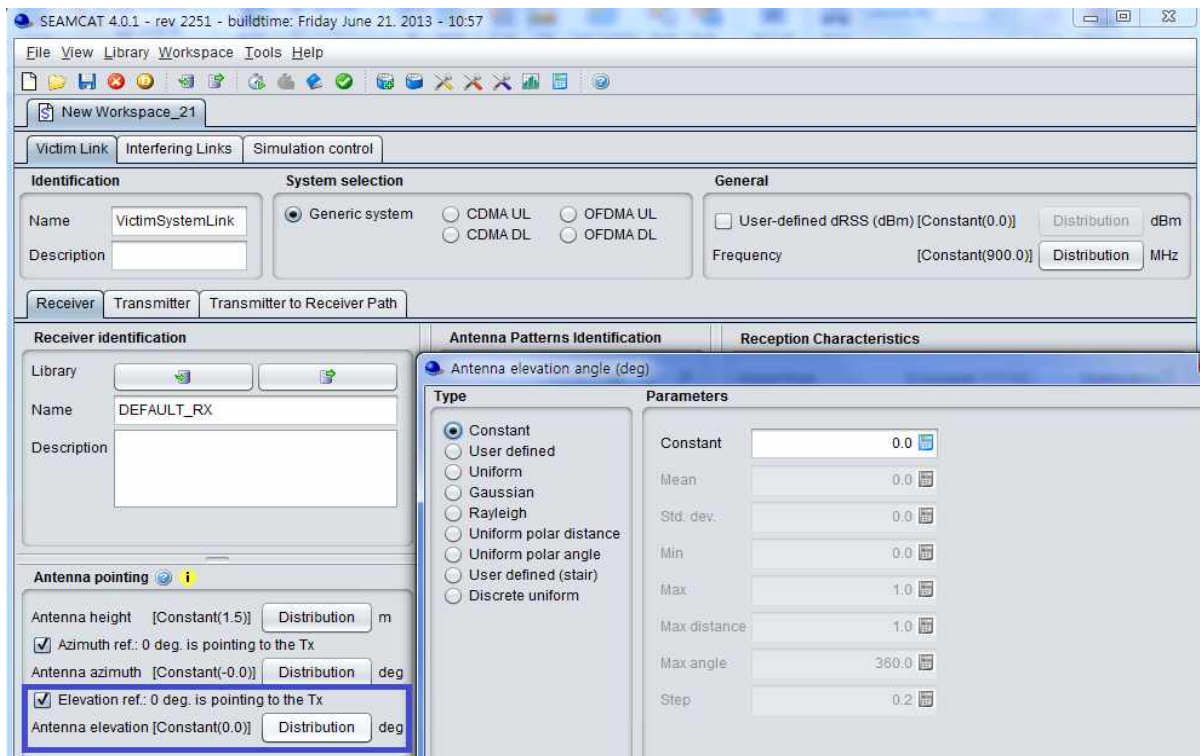 SEAMCAT 4.0.1 - rev 2251 - buildtime: Friday June 21. 2013 - 10:57
File View Library Workspace Tools Help
New Workspace_21
Victim Link Interfering Links Simulation control
Identification System selection General
Name VictimSystemLink Generic system CDMA UL OFDMA UL User-defined dRSS (dBm) [Constant(0.0)] Distribution dBm
CDMA DL OFDMA DL
Description Frequency [Constant(900.0)] Distribution MHz
Receiver Transmitter Transmitter to Receiver Path
Receiver identification Antenna Patterns Identification Reception Characteristics
Library
Name DEFAULT_RX
Description
Antenna elevation angle (deg)
Type Parameters
Constant Constant 0.0
User defined
Uniform Mean 0.0
Gaussian
Rayleigh Std. dev. 0.0
Uniform polar distance
Uniform polar angle Min 0.0
User defined (stair)
Discrete uniform Max 1.0
Max distance 1.0
Max angle 360.0
Step 0.2
Antenna pointing i
Antenna height [Constant(1.5)] Distribution m
Azimuth ref.: 0 deg. is pointing to the Tx
Antenna azimuth [Constant(-0.0)] Distribution deg
Elevation ref.: 0 deg. is pointing to the Tx
Antenna elevation [Constant(0.0)] Distribution deg